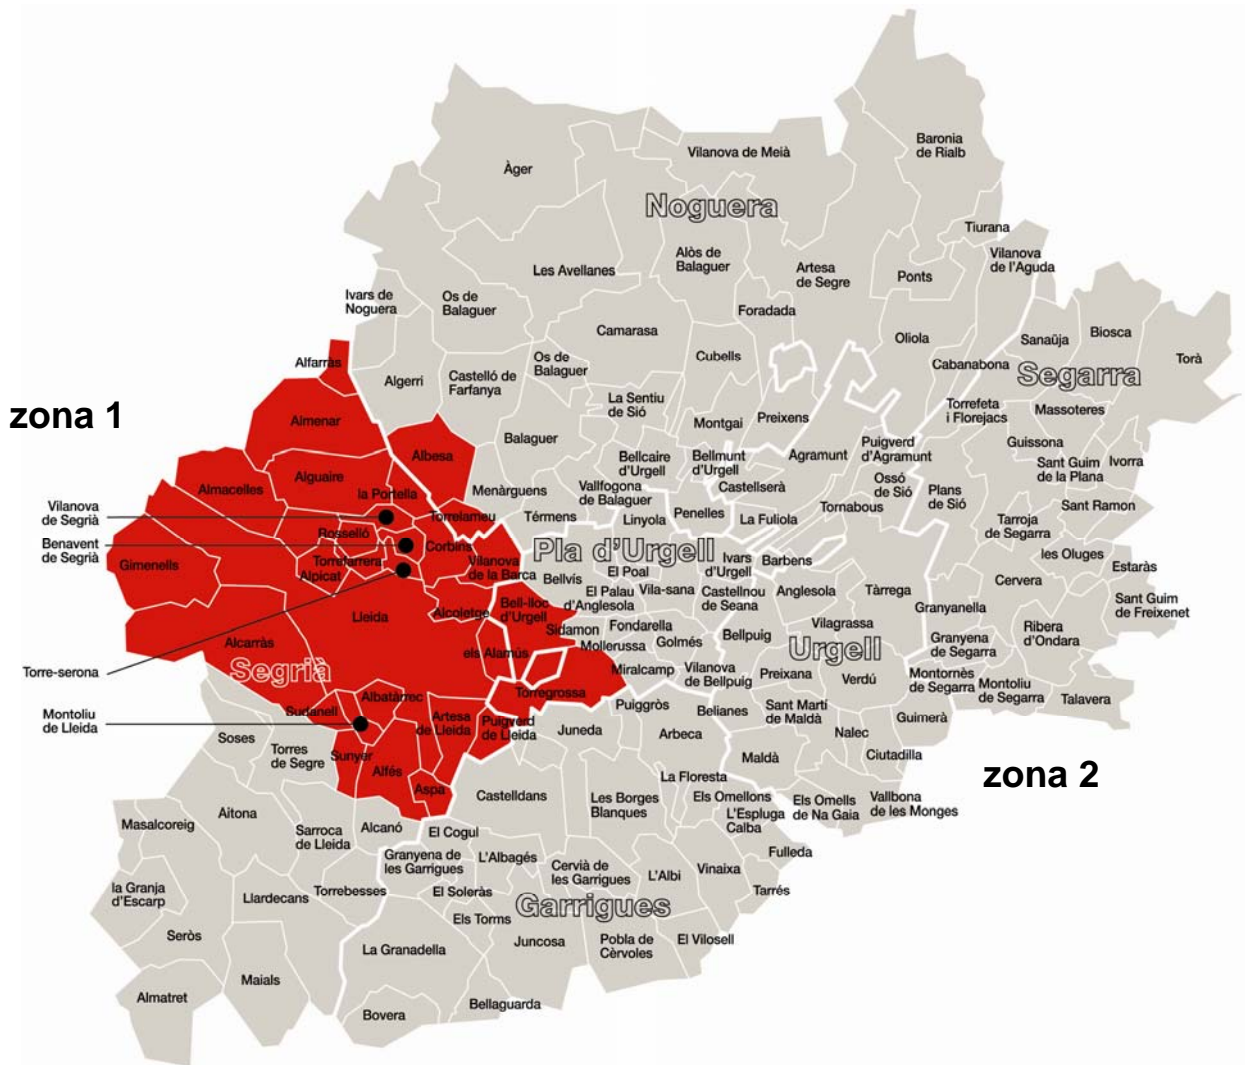 Baronia
de Rialb
Vilanova de Meià
Àger
Noguera
Tiurana
Vilanova
de l'Aguda
Alòs de
Balaguer
Les Avellanes
Artesa
de Segre
Ponts
Ivars de
Noguera
Os de
Balaguer
Foradada
Camarasa
Oliola
Sanaüja
Biosca
Torà
Alfarràs
Algerri
Castelló de
Farfanya
Os de
Balaguer
Cubells
Cabanabona
Segarra
zona 1
La Sentiu
de Sió
Montgai
Preixens
Torrefeta
i Florejacs
Massoteres
Almenar
Balaguer
Albesa
Bellcaire
d'Urgell
Bellmunt
d'Urgell
Agramunt
Puigverd
d'Agramunt
Guissona
Sant Guim
de la Plana
Ivorra
Almacelles
Alguaire
la Portella
Menàrguens
Vallfogona
de Balaguer
Castellserà
Ossó
de Sió
Plans
de Sió
Sant Ramon
Vilanova
de Segrià
Torrelameu
Térmens
Linyola
Penelles
La Fuliola
Tornabous
Tarroja
de Segarra
Benavent
de Segrià
Rosselló
Corbins
Pla d'Urgell
les Oluges
Gimenells
Torrefarrera
Alpicat
Vilanova
de la Barca
Bellvís
El Poal
Ivars
d'Urgell
Barbens
Estaràs
Cervera
Lleida
Alcoletge
Bell-lloc
d'Urgell
El Palau
d'Anglesola
Vila-sana
Castellnou
de Seana
Anglesola
Tàrrega
Granyanella
Sant Guim
de Freixenet
Sidamon
Fondarella
Golmés
Bellpuig
Vilagrassa
Ribera
d'Ondara
Alcarràs
Mollerussa
Urgell
Granyena
de Segarra
Torre-serona
Segrià
els Alamús
Miralcamp
Vilanova
de Bellpuig
Preixana
Verdú
Montornès
de Segarra
Montoliu
de Segarra
Talavera
Montoliu
de Lleida
Sudanell
Albatàrrec
Artesa
de Lleida
Torregrossa
Puigverd
de Lleida
Puiggròs
Belianes
Sant Martí
de Maldà
Guimerà
Soses
Torres
de Segre
Sunyer
Alfés
Juneda
Arbeca
Nalec
Ciutadilla
Maldà
Aspa
La Floresta
zona 2
Castelldans
Les Borges
Blanques
Els Omellons
Els Omells
de Na Gaia
Vallbona
de les Monges
Masalcoreig
Aitona
Sarroca
de Lleida
Alcanó
El Cogul
L'Espluga
Calba
Granyena de
les Garrigues
L'Albagés
Cervià de
les Garrigues
L'Albi
Vinaixa
Fulleda
la Granja
d'Escarp
Llardecans
Torrebesses
El Soleràs
Garrigues
Tarrés
Els Torms
Seròs
La Granadella
Juncosa
Pobla de
Cèrvoles
El Vilosell
Maials
Almatret
Bovera
Bellaguarda